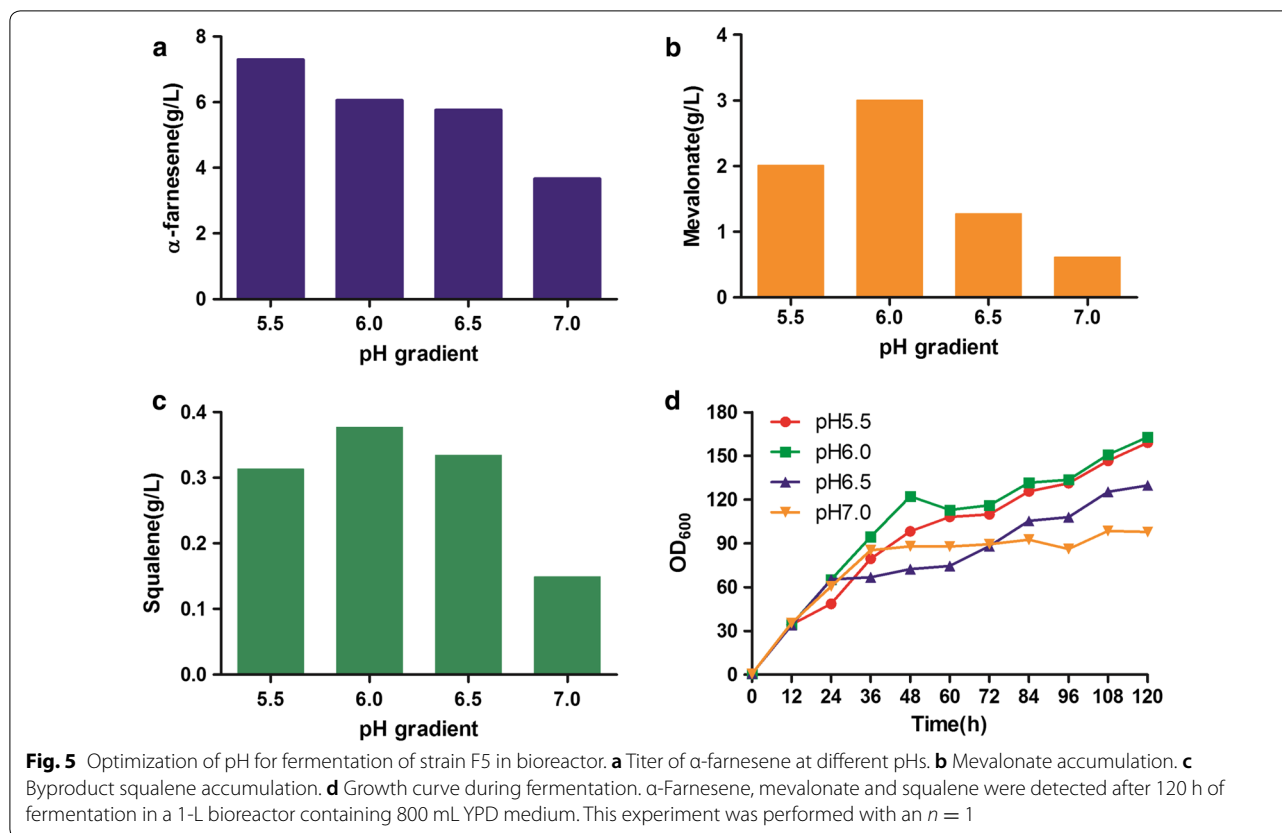 a
8
6
4
2
0
α-farnesene(g/L)
5.5 6.0 6.5 7.0
pH gradient
b
4
3
2
1
0
Mevalonate(g/L)
5.5 6.0 6.5 7.0
pH gradient
c
0.4
0.3
0.2
0.1
0.0
Squalene(g/L)
5.5 6.0 6.5 7.0
pH gradient
d
180
150
120
90
60
30
0
OD600
pH5.5
pH6.0
pH6.5
pH7.0
0 12 24 36 48 60 72 84 96 108 120
Time(h)
Fig. 5 Optimization of pH for fermentation of strain F5 in bioreactor. a Titer of α-farnesene at different pHs. b Mevalonate accumulation. c
Byproduct squalene accumulation. d Growth curve during fermentation. α-Farnesene, mevalonate and squalene were detected after 120 h of
fermentation in a 1-L bioreactor containing 800 mL YPD medium. This experiment was performed with an n = 1